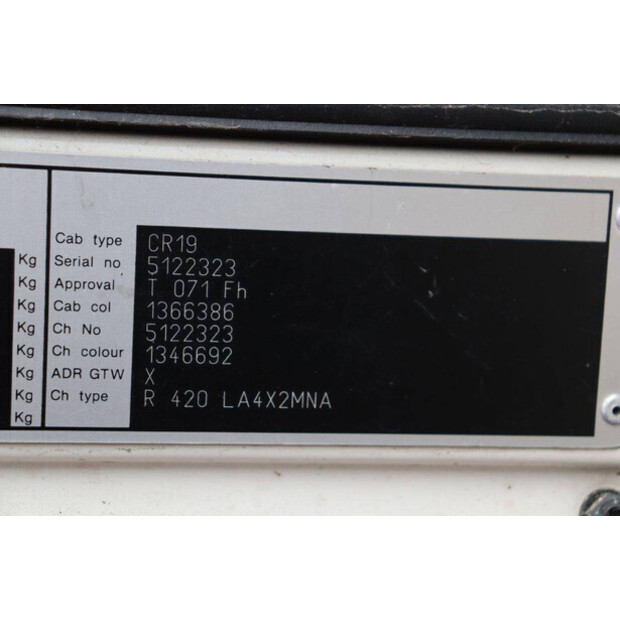 Cab type CR19
Kg Serial no 5122323
Kg Approval T 071 Fh
Kg Cab col 1366386
Kg Ch No 5122323
Kg Ch colour 1346692
Kg ADR GTW X
Kg Ch type R 420 LA4X2MNA
Kg